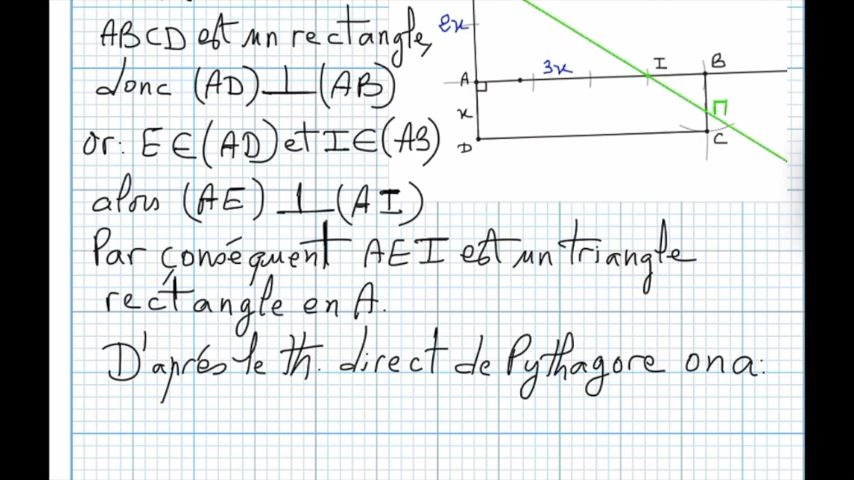 ABCD est un rectangle,
donc (AD)⊥(AB)
or: E∈(AD) et I∈(AB)
alors (AE)⊥(AI)
Par conséquent AEI est un triangle
rectangle en A.
D'après le th. direct de Pythagore on a:
2x
A
3x
I
B
x
M
D
C